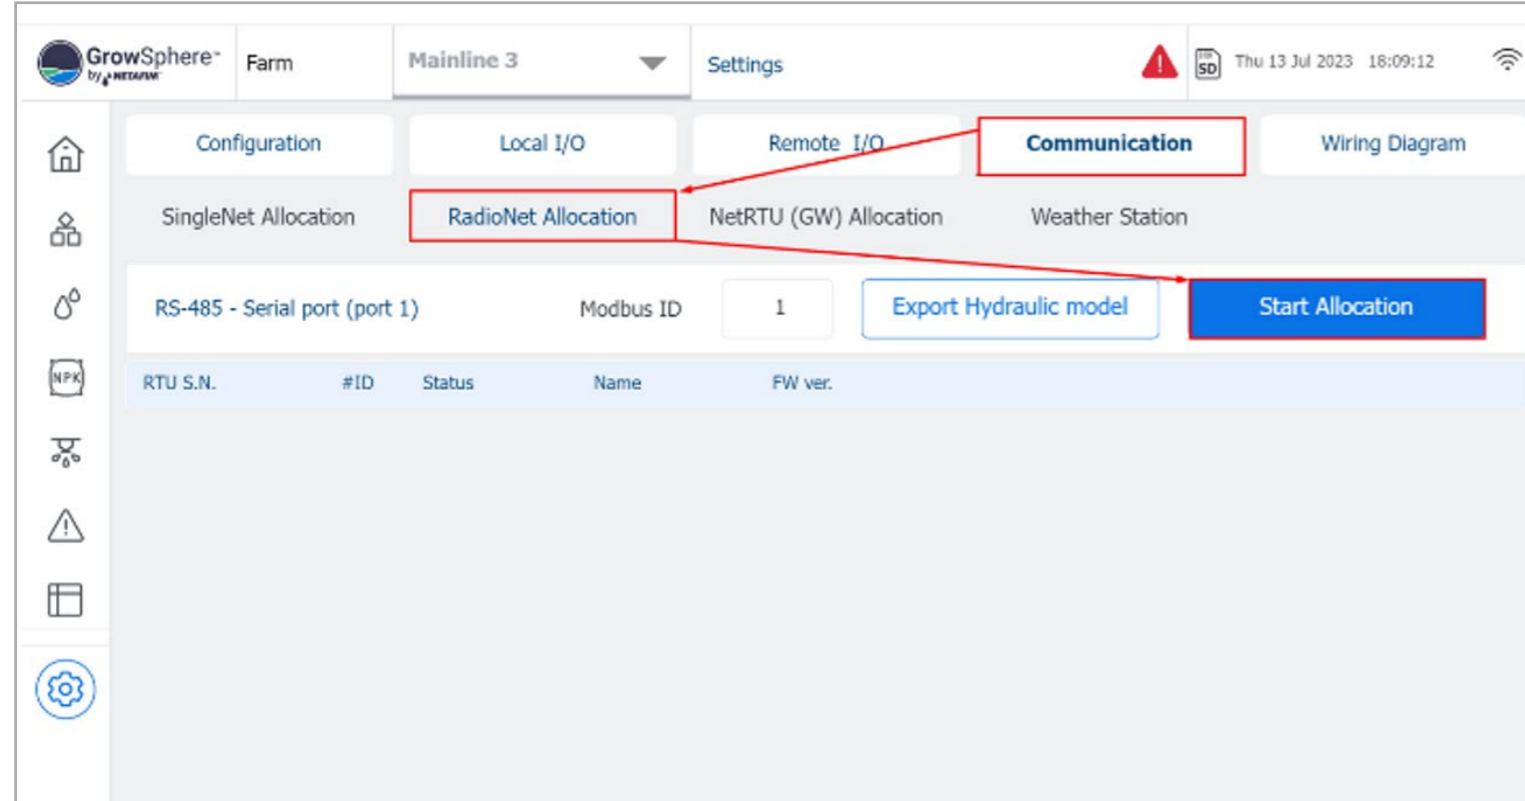 GrowSphere™
by NETAFIM™
Farm
Mainline 3
Settings
SD
Thu 13 Jul 2023 18:09:12
Configuration
Local I/O
Remote I/O
Communication
Wiring Diagram
SingleNet Allocation
RadioNet Allocation
NetRTU (GW) Allocation
Weather Station
RS-485 - Serial port (port 1)
Modbus ID
1
Export Hydraulic model
Start Allocation
NPK
RTU S.N.
#ID
Status
Name
FW ver.